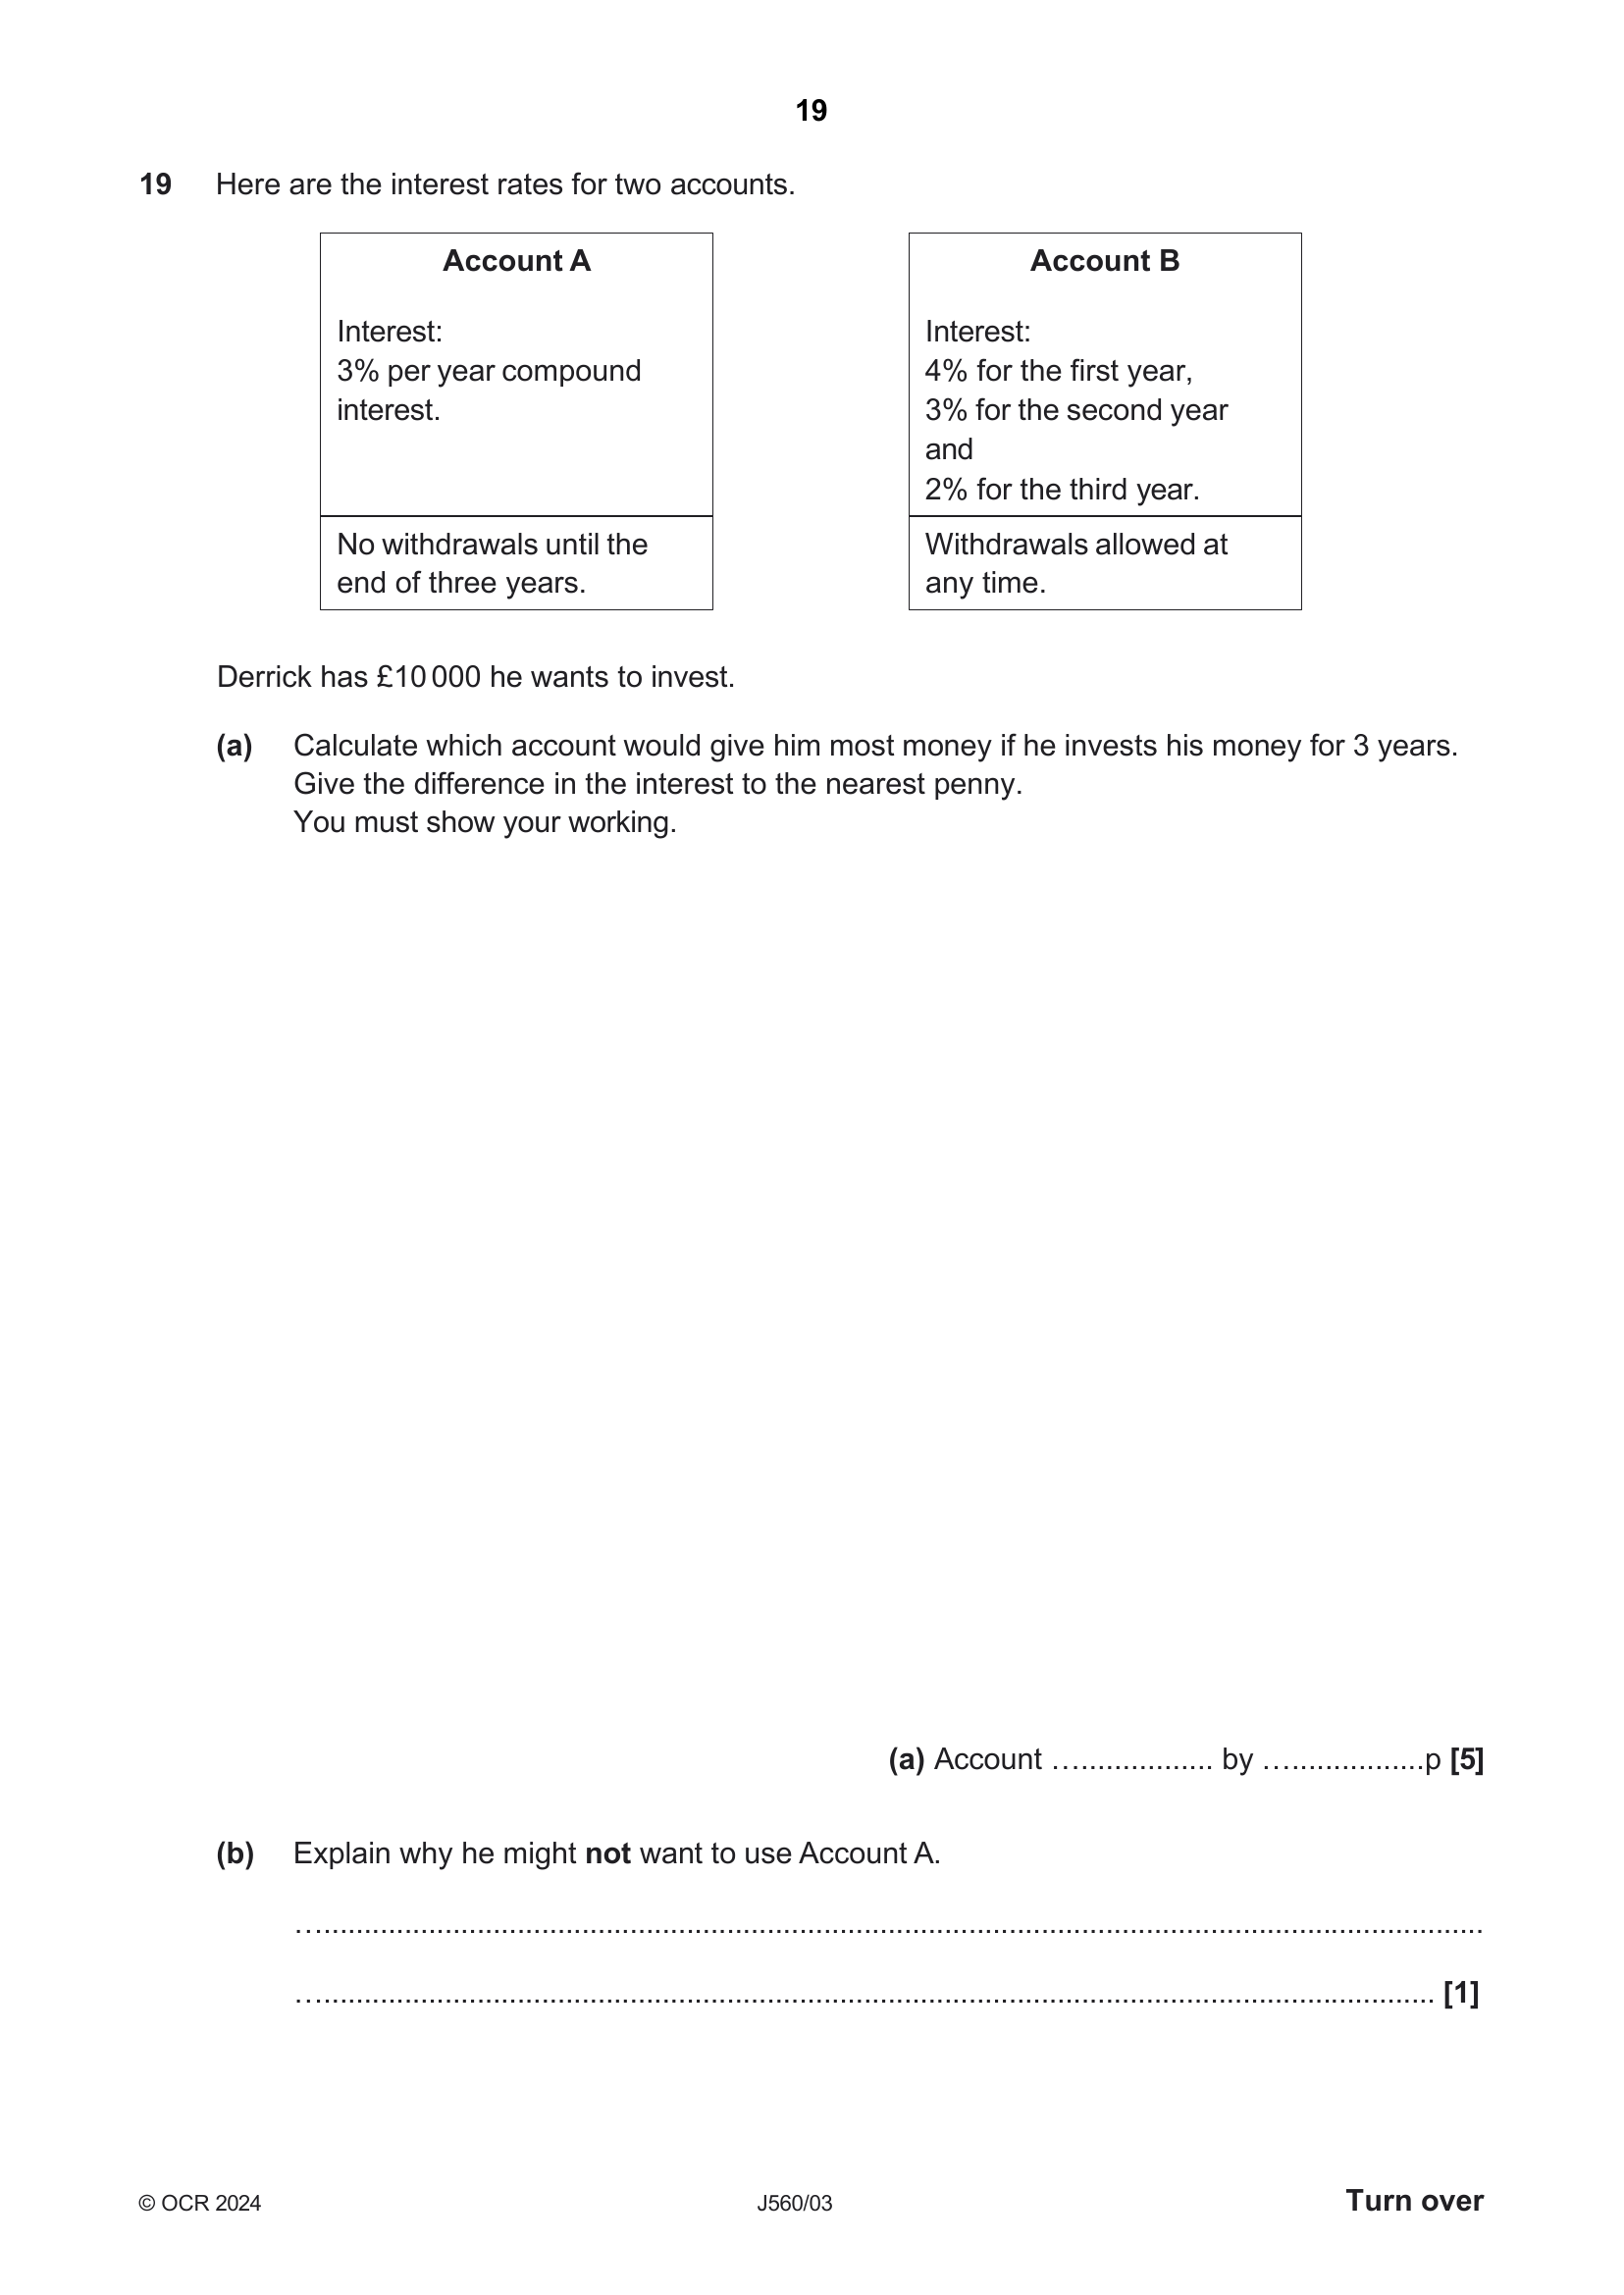 19
19 Here are the interest rates for two accounts.
Account A
Interest:
3% per year compound
interest.
No withdrawals until the
end of three years.
Account B
Interest:
4% for the first year,
3% for the second year
and
2% for the third year.
Withdrawals allowed at
any time.
Derrick has £10 000 he wants to invest.
(a) Calculate which account would give him most money if he invests his money for 3 years.
Give the difference in the interest to the nearest penny.
You must show your working.
(a) Account …................ by …................p [5]
(b) Explain why he might not want to use Account A.
…..............................................................................................................................................
…....................................................................................................................................... [1]
© OCR 2024
J560/03
Turn over